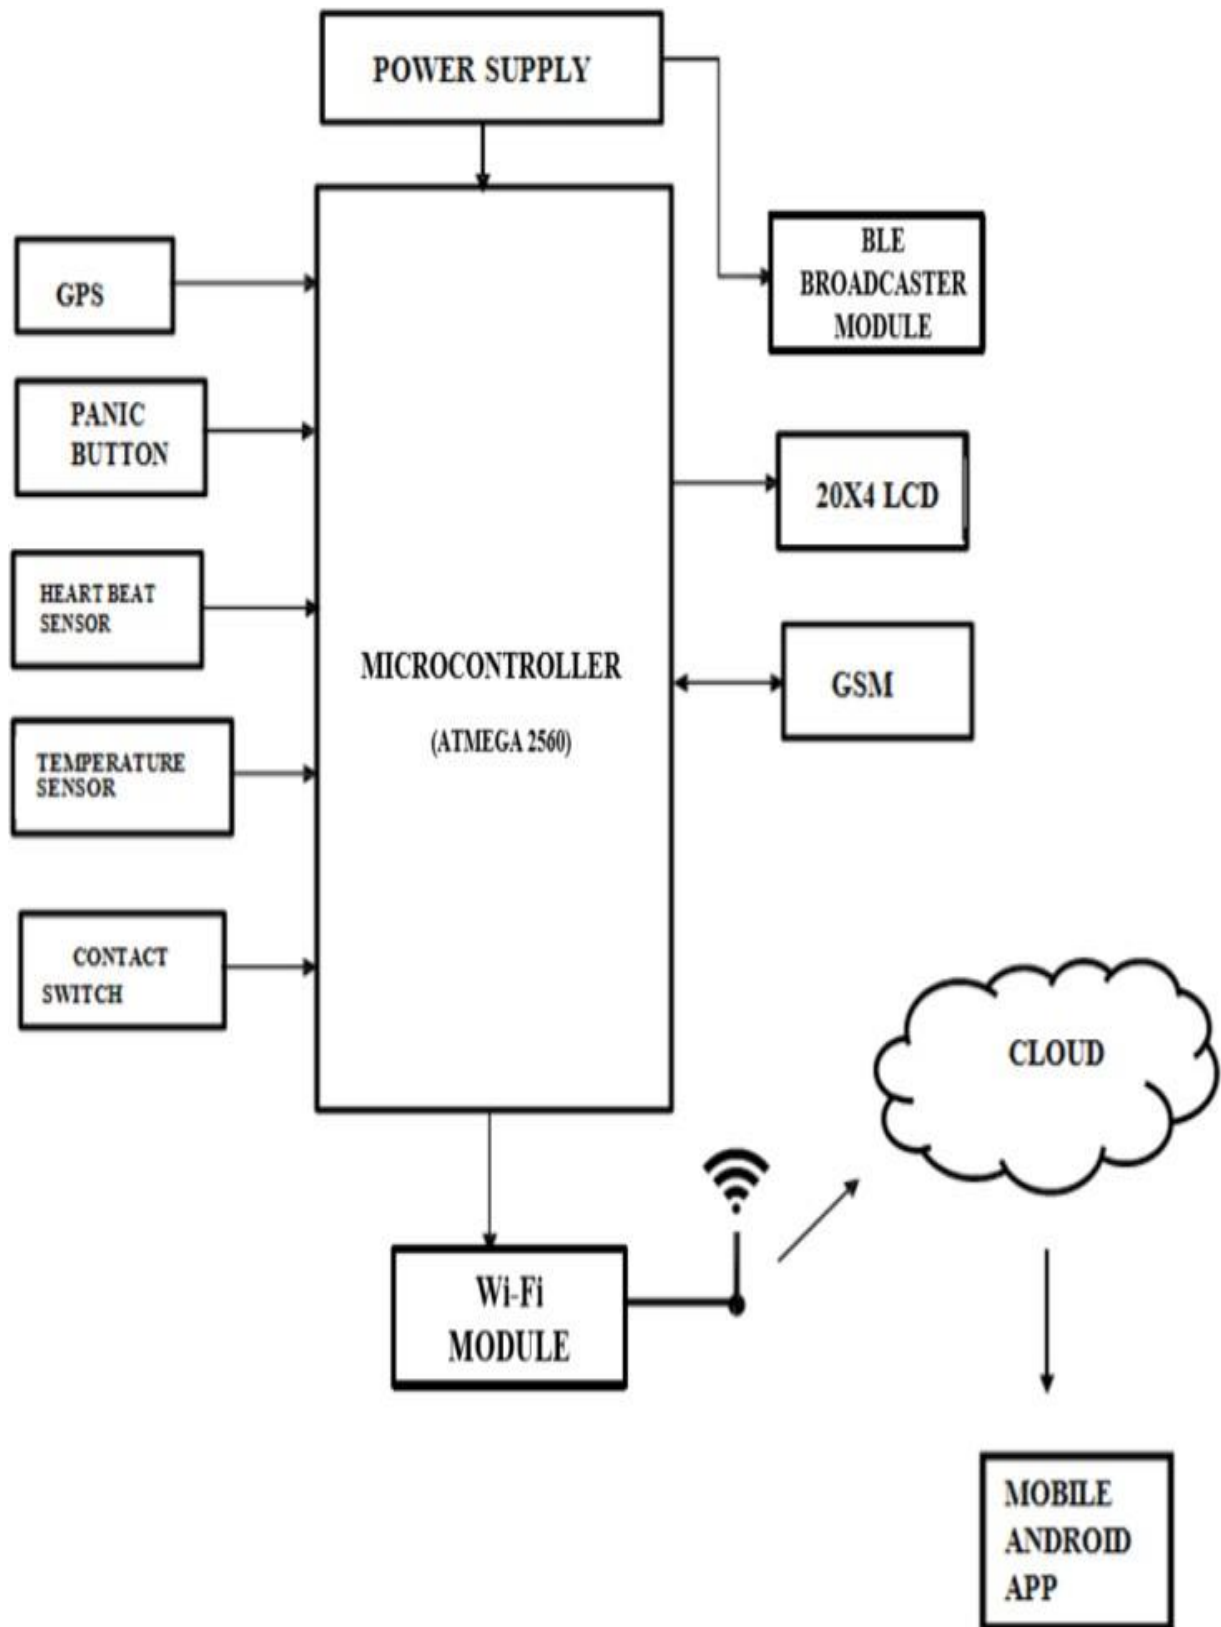 POWER SUPPLY
BLE
BROADCASTER
MODULE
GPS
PANIC
BUTTON
20X4 LCD
HEART BEAT
SENSOR
MICROCONTROLLER
(ATMEGA 2560)
GSM
TEMPERATURE
SENSOR
CONTACT
SWITCH
CLOUD
Wi-Fi
MODULE
MOBILE
ANDROID
APP